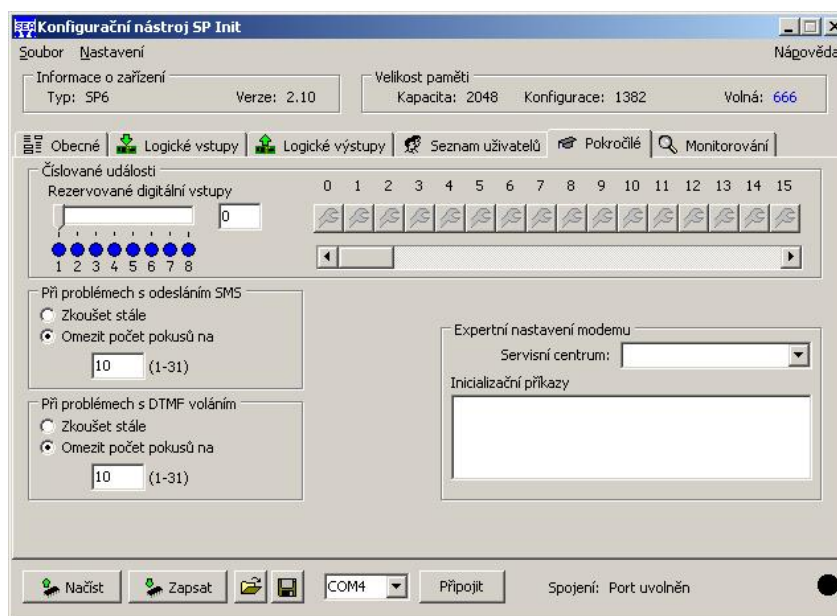 SEA
Konfigurační nástroj SP Init
Soubor Nastavení Nápověda
Informace o zařízení
Typ: SP6 Verze: 2.10
Velikost paměti
Kapacita: 2048 Konfigurace: 1382 Volná: 666
Obecné Logické vstupy Logické výstupy Seznam uživatelů Pokročilé Monitorování
Číslované události
Rezervované digitální vstupy
0
1 2 3 4 5 6 7 8
0 1 2 3 4 5 6 7 8 9 10 11 12 13 14 15
Při problémech s odesláním SMS
Zkoušet stále
Omezit počet pokusů na
10 (1-31)
Při problémech s DTMF voláním
Zkoušet stále
Omezit počet pokusů na
10 (1-31)
Expertní nastavení modemu
Servisní centrum:
Inicializační příkazy
Načíst Zapsat COM4 Připojit Spojení: Port uvolněn